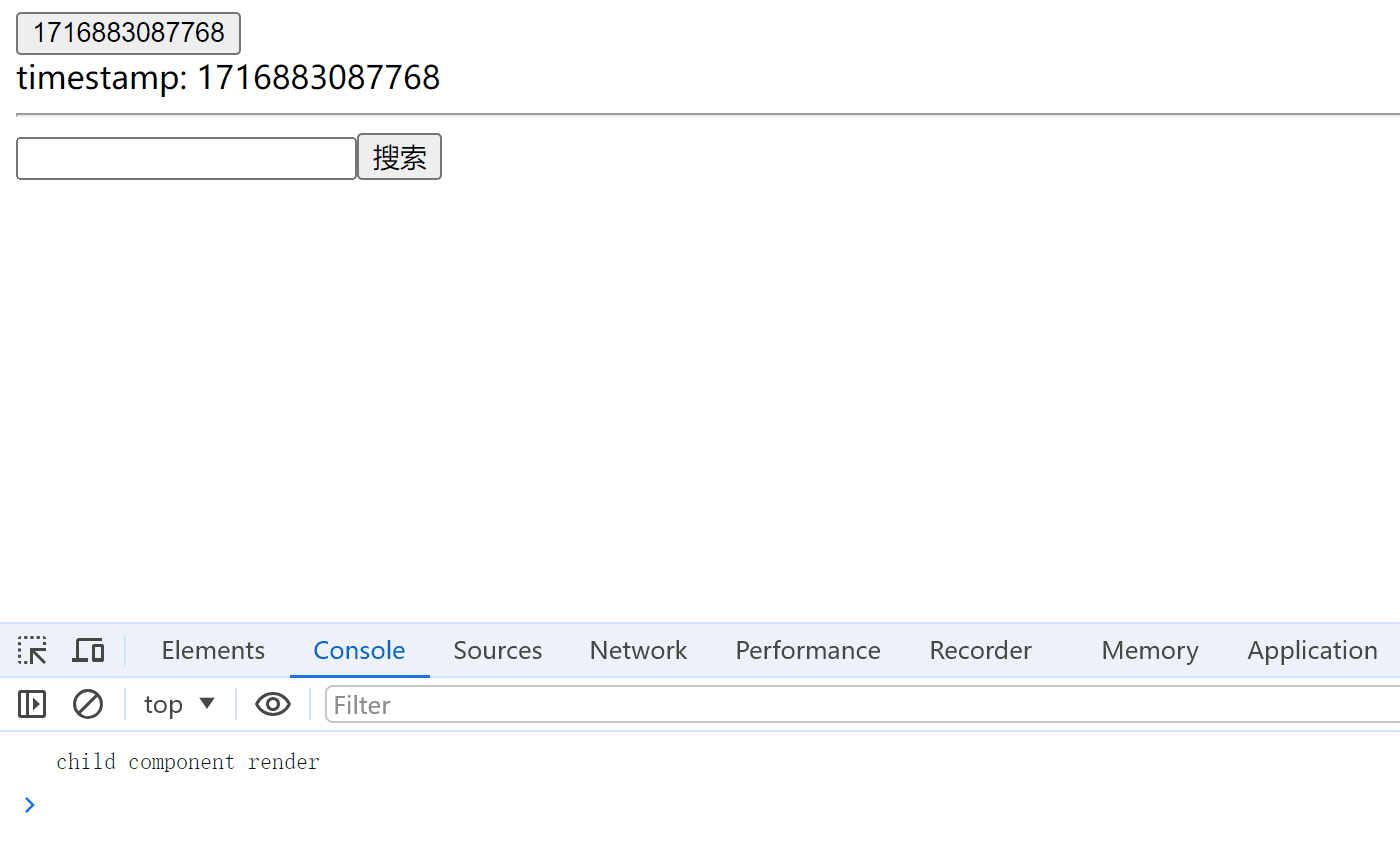 1716883087768
timestamp: 1716883087768
搜索
Elements Console Sources Network Performance Recorder Memory Application
top Filter
child component render